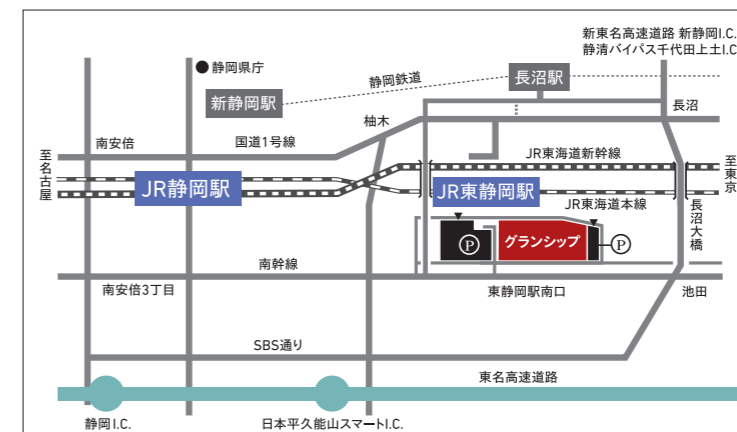 新東名高速道路 新静岡I.C.
静清バイパス千代田上土I.C.
静岡県庁
静岡鉄道
長沼駅
新静岡駅
長沼
柚木
南安倍
国道1号線
JR東海道新幹線
至名古屋
至東京
JR静岡駅
JR東静岡駅
JR東海道本線
長沼大橋
P
グランシップ
P
南幹線
南安倍3丁目
東静岡駅南口
池田
SBS通り
東名高速道路
静岡I.C.
日本平久能山スマートI.C.